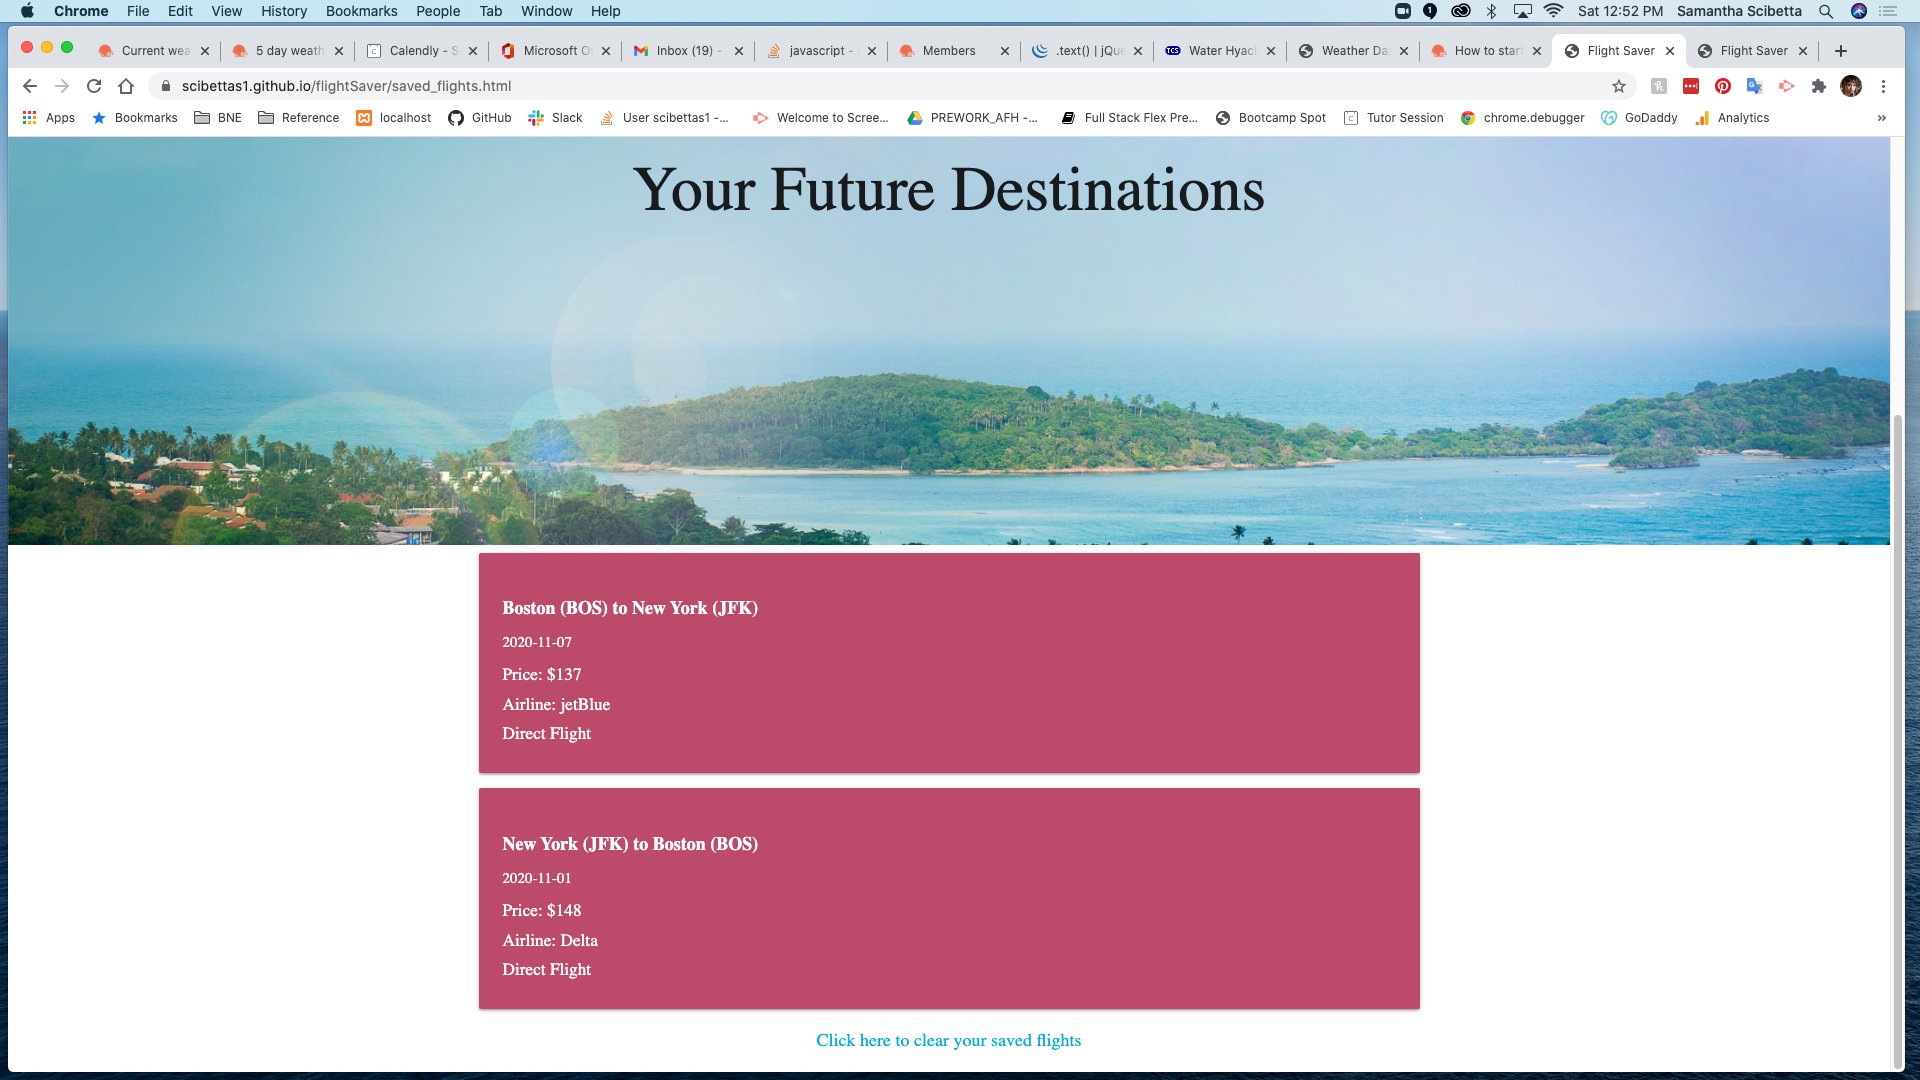 Chrome File Edit View History Bookmarks People Tab Window Help Sat 12:52 PM Samantha Scibetta
Current wea 5 day weath Calendly - S Microsoft O Inbox (19) - javascript - Members .text() | jQue Water Hyaci Weather Da How to start Flight Saver Flight Saver
scibettas1.github.io/flightSaver/saved_flights.html
Apps Bookmarks BNE Reference localhost GitHub Slack User scibettas1 -... Welcome to Scree... PREWORK_AFH -... Full Stack Flex Pre... Bootcamp Spot Tutor Session chrome.debugger GoDaddy Analytics »
Your Future Destinations
Boston (BOS) to New York (JFK)
2020-11-07
Price: $137
Airline: jetBlue
Direct Flight
New York (JFK) to Boston (BOS)
2020-11-01
Price: $148
Airline: Delta
Direct Flight
Click here to clear your saved flights